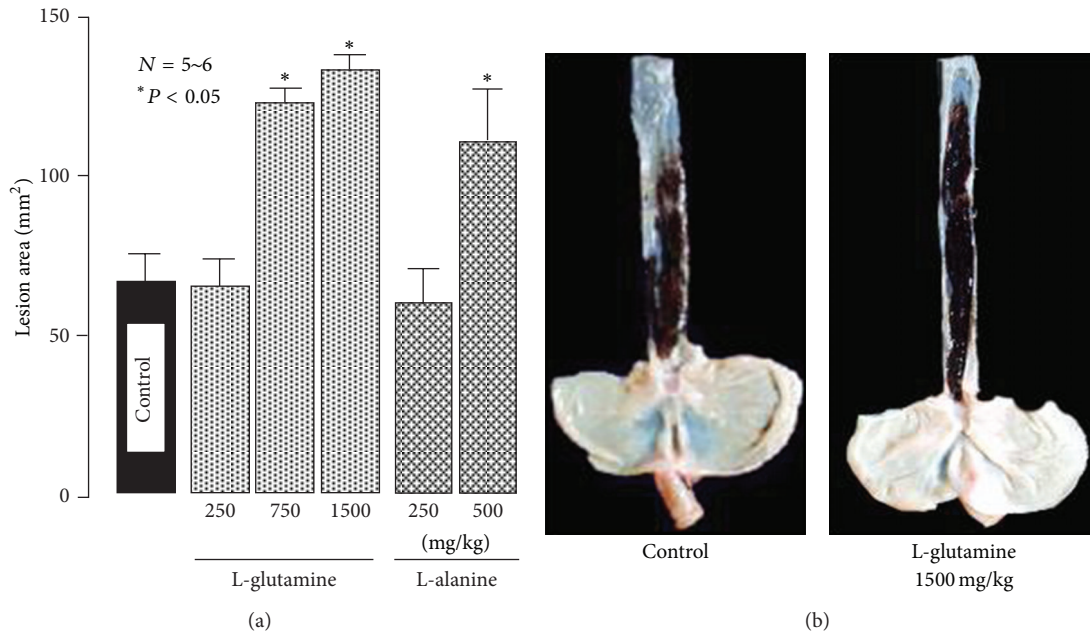 150
100
50
0
Lesion area (mm²)
N = 5~6
*P < 0.05
*
*
*
Control
250
750
1500
250
500
(mg/kg)
L-glutamine
L-alanine
(a)
Control
L-glutamine
1500 mg/kg
(b)